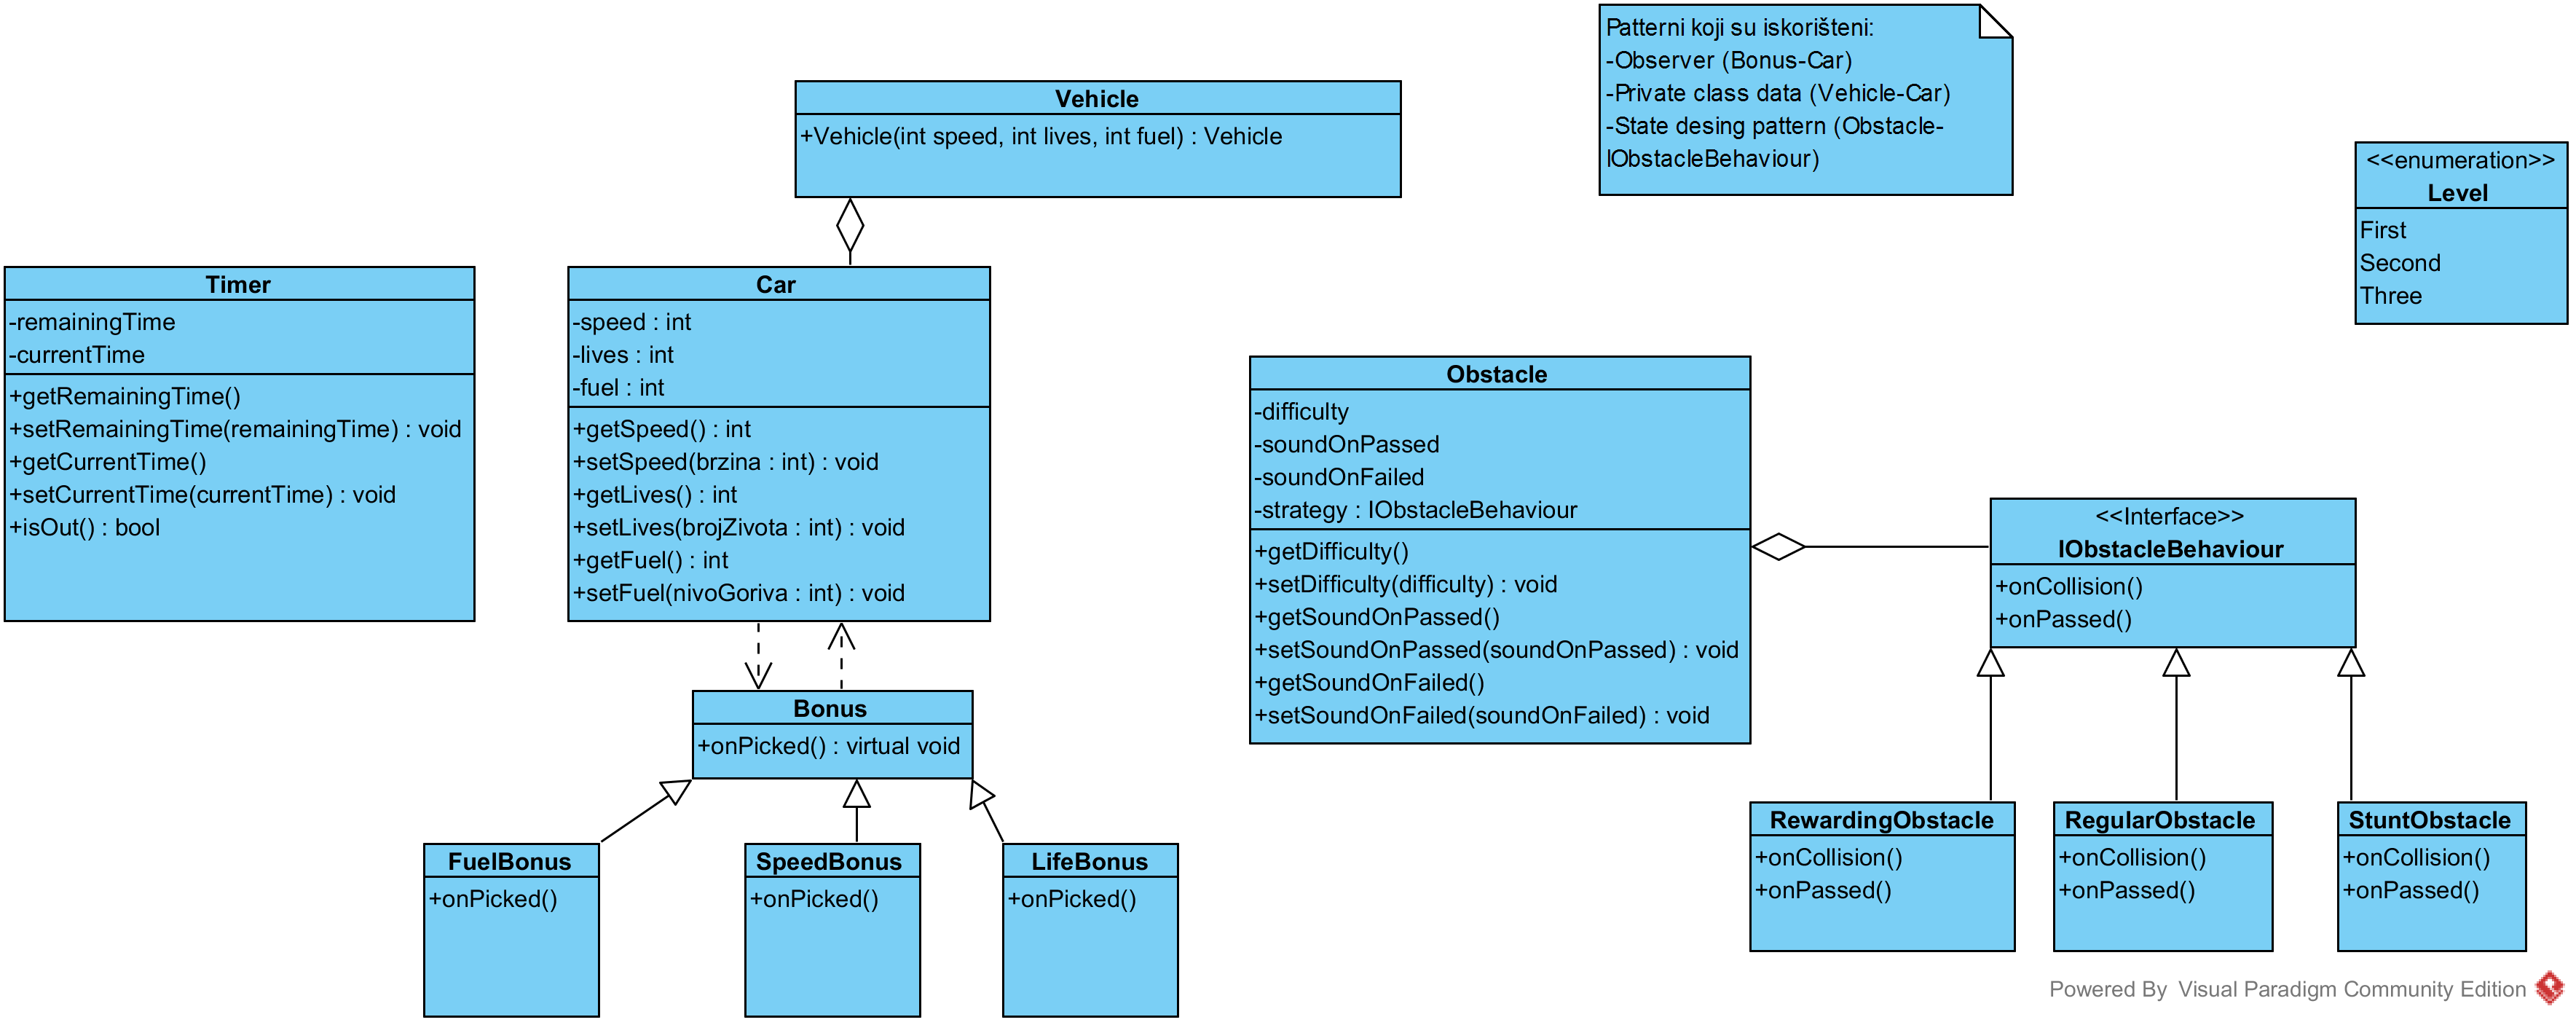 Patterni koji su iskorišteni:
-Observer (Bonus-Car)
-Private class data (Vehicle-Car)
-State desing pattern (Obstacle-
IObstacleBehaviour)
Vehicle
+Vehicle(int speed, int lives, int fuel) : Vehicle
<<enumeration>>
Level
First
Second
Three
Timer
-remainingTime
-currentTime
+getRemainingTime()
+setRemainingTime(remainingTime) : void
+getCurrentTime()
+setCurrentTime(currentTime) : void
+isOut() : bool
Car
-speed : int
-lives : int
-fuel : int
+getSpeed() : int
+setSpeed(brzina : int) : void
+getLives() : int
+setLives(brojZivota : int) : void
+getFuel() : int
+setFuel(nivoGoriva : int) : void
Obstacle
-difficulty
-soundOnPassed
-soundOnFailed
-strategy : IObstacleBehaviour
+getDifficulty()
+setDifficulty(difficulty) : void
+getSoundOnPassed()
+setSoundOnPassed(soundOnPassed) : void
+getSoundOnFailed()
+setSoundOnFailed(soundOnFailed) : void
<<Interface>>
IObstacleBehaviour
+onCollision()
+onPassed()
Bonus
+onPicked() : virtual void
FuelBonus
+onPicked()
SpeedBonus
+onPicked()
LifeBonus
+onPicked()
RewardingObstacle
+onCollision()
+onPassed()
RegularObstacle
+onCollision()
+onPassed()
StuntObstacle
+onCollision()
+onPassed()
Powered By Visual Paradigm Community Edition